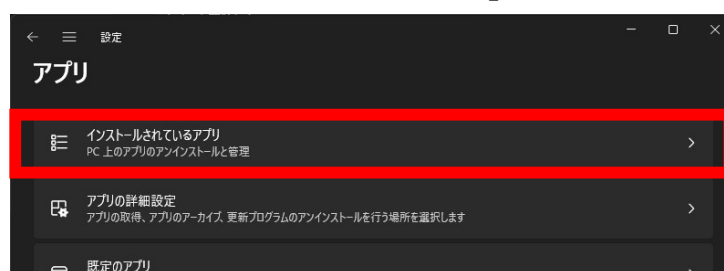 設定
アプリ
インストールされているアプリ
PC 上のアプリのアンインストールと管理
アプリの詳細設定
アプリの取得、アプリのアーカイブ、更新プログラムのアンインストールを行う場所を選択します
既定のアプリ